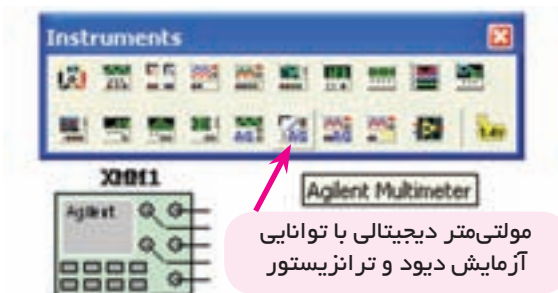 Instruments
XMM1
Agilent
Agilent Multimeter
مولتی‌متر دیجیتالی با توانایی
آزمایش دیود و ترانزیستور